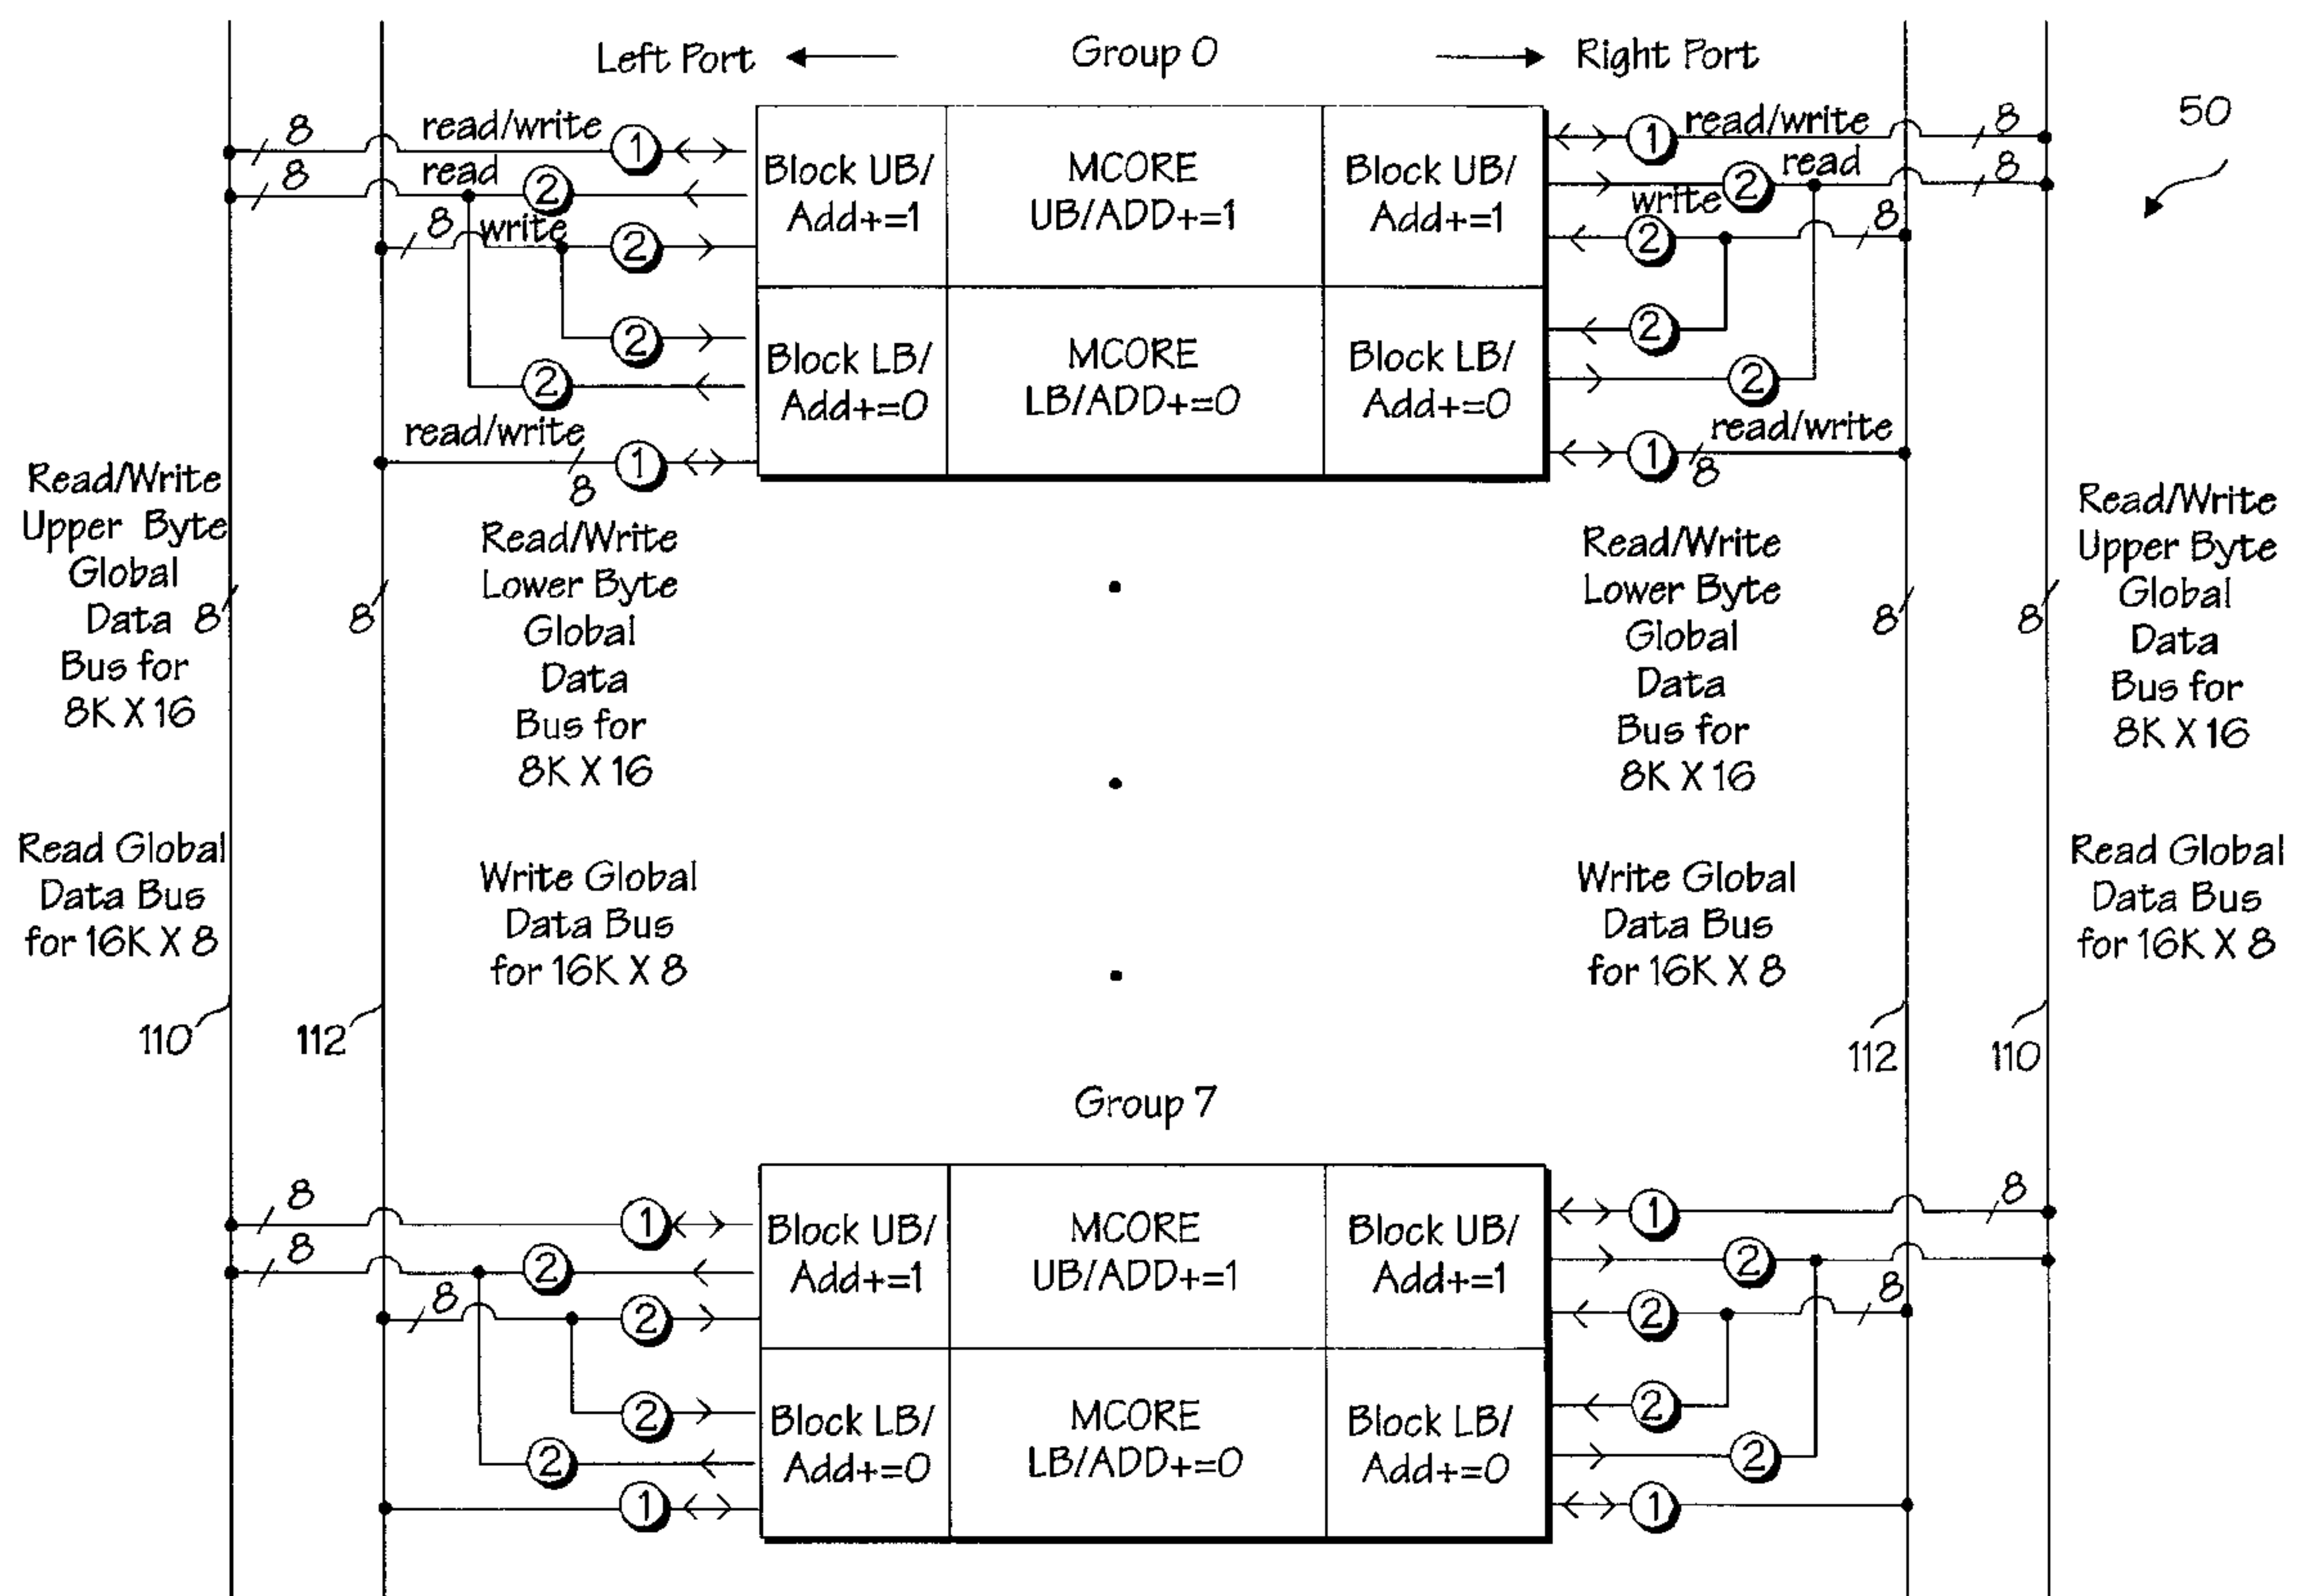 Left Port
Group 0
Right Port
50
8
read/write
1
8
read
2
8
write
2
2
2
read/write
8
1
Block UB/
Add+=1
MCORE
UB/ADD+=1
Block UB/
Add+=1
Block LB/
Add+=0
MCORE
LB/ADD+=0
Block LB/
Add+=0
1
read/write
8
2
read
8
write
2
8
2
2
1
read/write
8
Read/Write
Upper Byte
Global
Data 8
Bus for
8K X 16
8
Read/Write
Lower Byte
Global
Data
Bus for
8K X 16
Read/Write
Lower Byte
Global
Data
Bus for
8K X 16
8
8
Read/Write
Upper Byte
Global
Data
Bus for
8K X 16
Read Global
Data Bus
for 16K X 8
Write Global
Data Bus
for 16K X 8
Write Global
Data Bus
for 16K X 8
Read Global
Data Bus
for 16K X 8
110
112
112
110
Group 7
8
1
8
2
8
2
2
2
1
Block UB/
Add+=1
MCORE
UB/ADD+=1
Block UB/
Add+=1
Block LB/
Add+=0
MCORE
LB/ADD+=0
Block LB/
Add+=0
1
8
2
2
8
2
2
1